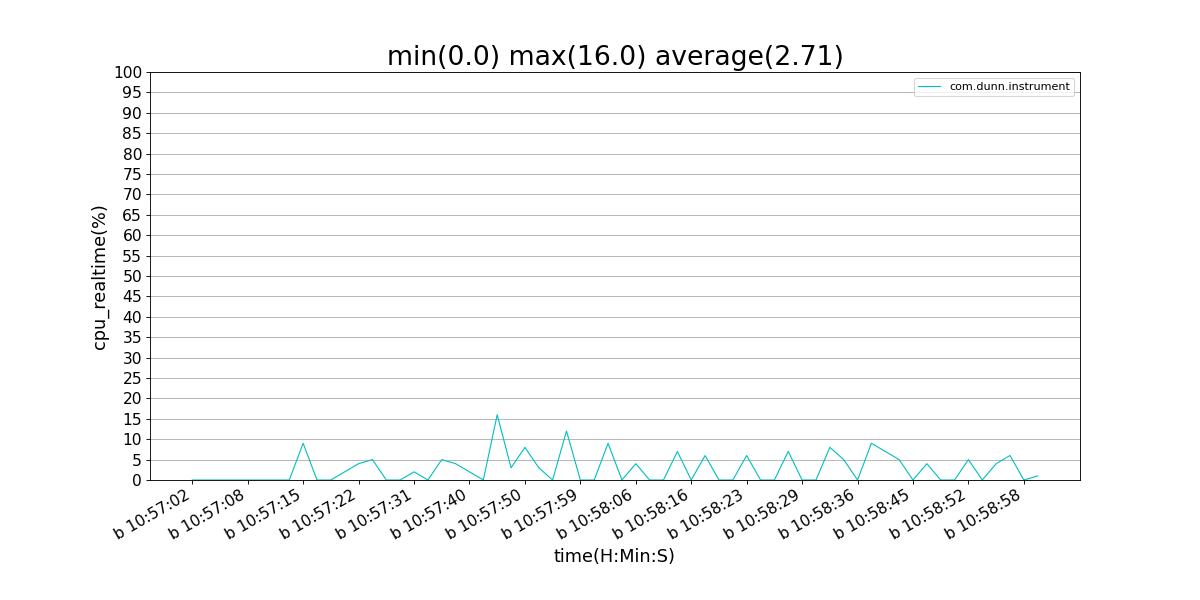 min(0.0) max(16.0) average(2.71)
com.dunn.instrument
cpu_realtime(%)
100
95
90
85
80
75
70
65
60
55
50
45
40
35
30
25
20
15
10
5
0
b 10:57:02
b 10:57:08
b 10:57:15
b 10:57:22
b 10:57:31
b 10:57:40
b 10:57:50
b 10:57:59
b 10:58:06
b 10:58:16
b 10:58:23
b 10:58:29
b 10:58:36
b 10:58:45
b 10:58:52
b 10:58:58
time(H:Min:S)